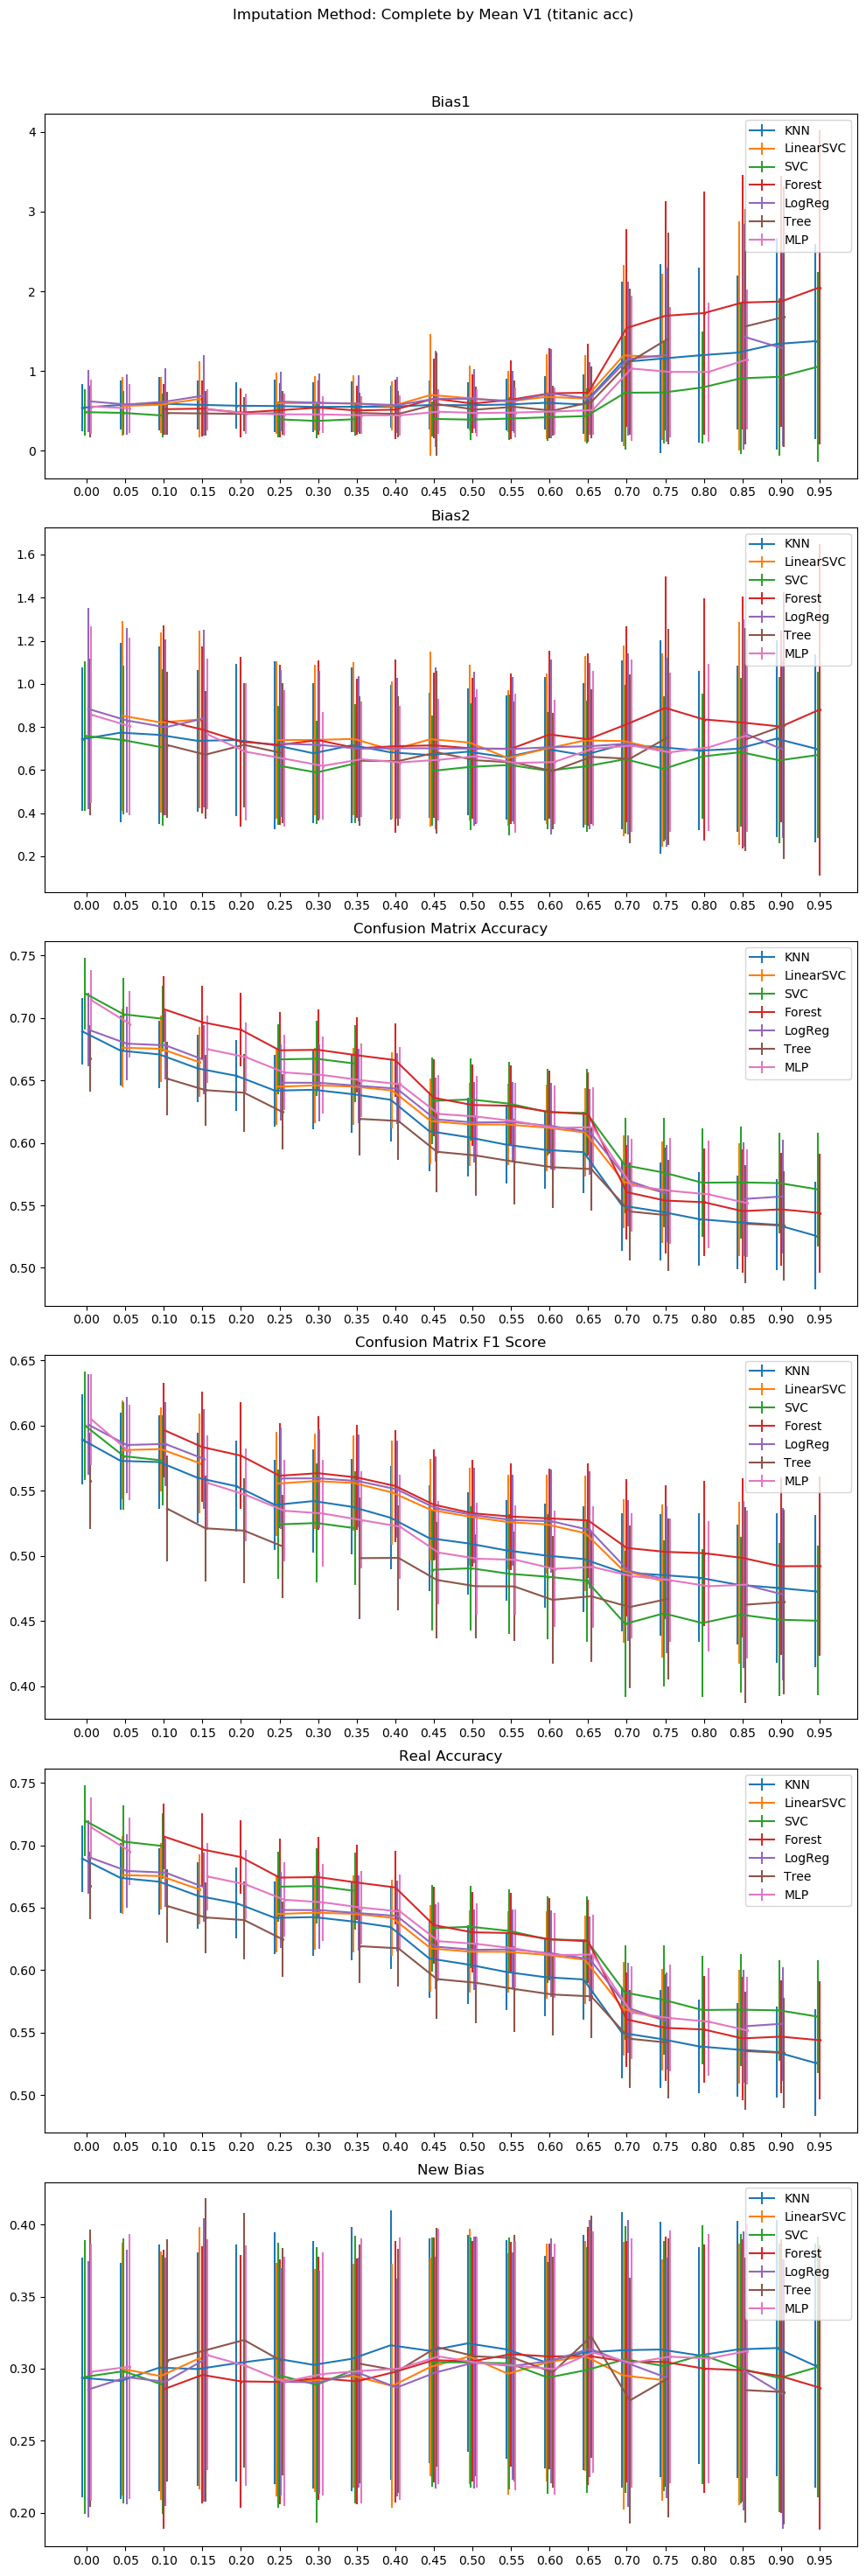 Imputation Method: Complete by Mean V1 (titanic acc)
Bias1
4
3
2
1
0
KNN
LinearSVC
SVC
Forest
LogReg
Tree
MLP
0.00 0.05 0.10 0.15 0.20 0.25 0.30 0.35 0.40 0.45 0.50 0.55 0.60 0.65 0.70 0.75 0.80 0.85 0.90 0.95
Bias2
1.6
1.4
1.2
1.0
0.8
0.6
0.4
0.2
KNN
LinearSVC
SVC
Forest
LogReg
Tree
MLP
0.00 0.05 0.10 0.15 0.20 0.25 0.30 0.35 0.40 0.45 0.50 0.55 0.60 0.65 0.70 0.75 0.80 0.85 0.90 0.95
Confusion Matrix Accuracy
0.75
0.70
0.65
0.60
0.55
0.50
KNN
LinearSVC
SVC
Forest
LogReg
Tree
MLP
0.00 0.05 0.10 0.15 0.20 0.25 0.30 0.35 0.40 0.45 0.50 0.55 0.60 0.65 0.70 0.75 0.80 0.85 0.90 0.95
Confusion Matrix F1 Score
0.65
0.60
0.55
0.50
0.45
0.40
KNN
LinearSVC
SVC
Forest
LogReg
Tree
MLP
0.00 0.05 0.10 0.15 0.20 0.25 0.30 0.35 0.40 0.45 0.50 0.55 0.60 0.65 0.70 0.75 0.80 0.85 0.90 0.95
Real Accuracy
0.75
0.70
0.65
0.60
0.55
0.50
KNN
LinearSVC
SVC
Forest
LogReg
Tree
MLP
0.00 0.05 0.10 0.15 0.20 0.25 0.30 0.35 0.40 0.45 0.50 0.55 0.60 0.65 0.70 0.75 0.80 0.85 0.90 0.95
New Bias
0.40
0.35
0.30
0.25
0.20
KNN
LinearSVC
SVC
Forest
LogReg
Tree
MLP
0.00 0.05 0.10 0.15 0.20 0.25 0.30 0.35 0.40 0.45 0.50 0.55 0.60 0.65 0.70 0.75 0.80 0.85 0.90 0.95